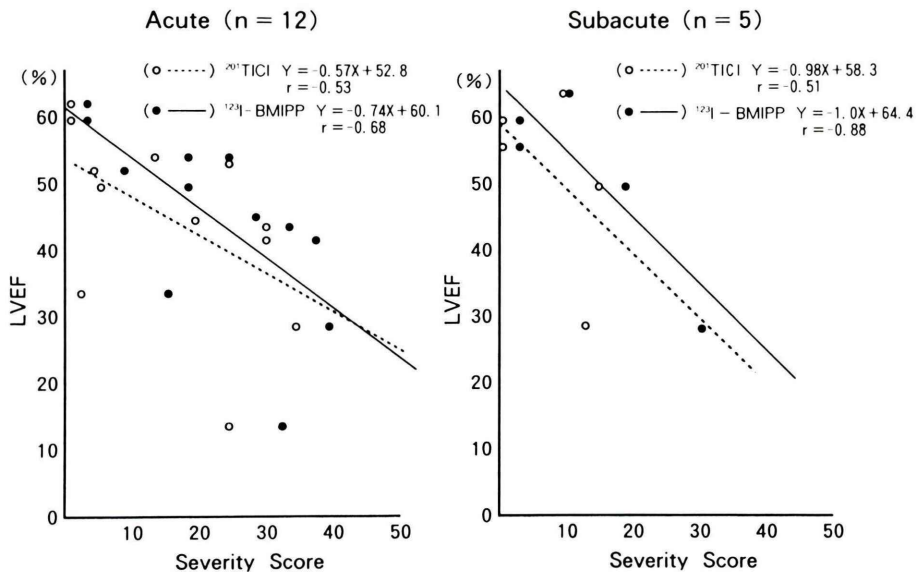 Acute (n = 12)
(○ ------) ²⁰¹TlCl Y = -0.57X + 52.8
r = -0.53
(● ———) ¹²³I-BMIPP Y = -0.74X + 60.1
r = -0.68
(%)
60
50
40
30
20
10
0
LVEF
10 20 30 40 50
Severity Score
Subacute (n = 5)
(○ ------) ²⁰¹TlCl Y = -0.98X + 58.3
r = -0.51
(● ———) ¹²³I-BMIPP Y = -1.0X + 64.4
r = -0.88
(%)
60
50
40
30
20
10
0
LVEF
10 20 30 40 50
Severity Score